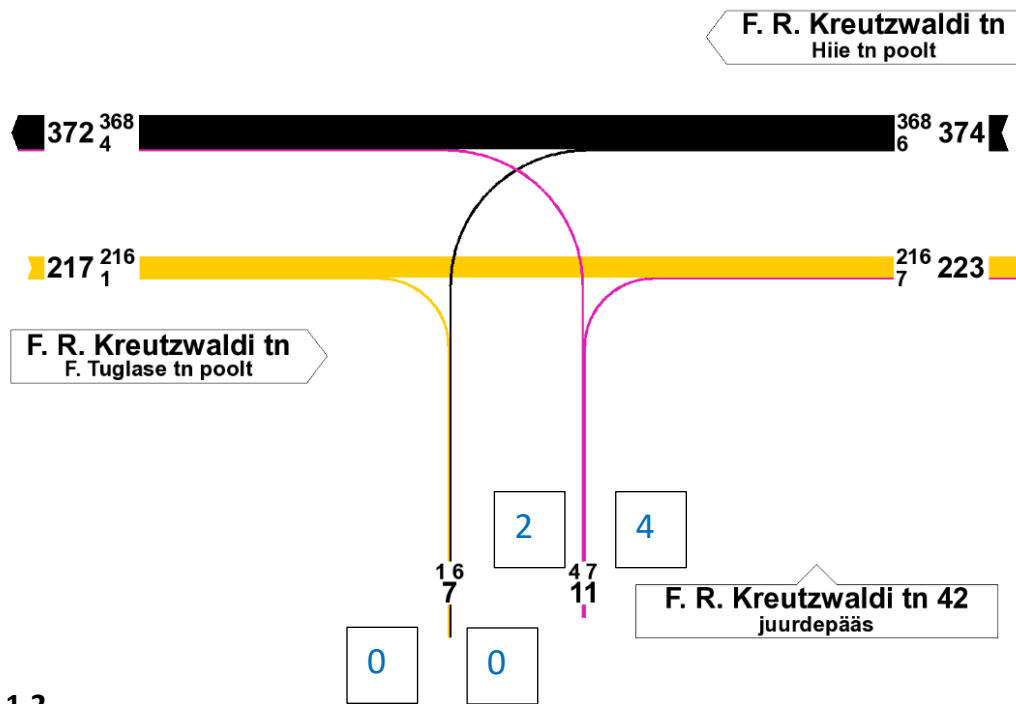 F. R. Kreutzwaldi tn
Hiie tn poolt
372 368 4
368 6 374
217 216 1
216 7 223
F. R. Kreutzwaldi tn
F. Tuglase tn poolt
2 4
1 6
7
4 7
11
F. R. Kreutzwaldi tn 42
juurdepääs
0 0